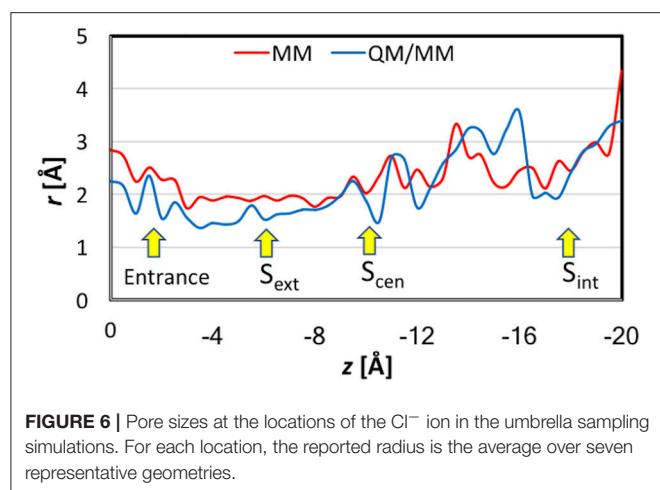 5
4
3
2
1
0
r [Å]
MM
QM/MM
Entrance
Sext
Scen
Sint
0
-4
-8
-12
-16
-20
z [Å]
FIGURE 6 | Pore sizes at the locations of the Cl− ion in the umbrella sampling
simulations. For each location, the reported radius is the average over seven
representative geometries.